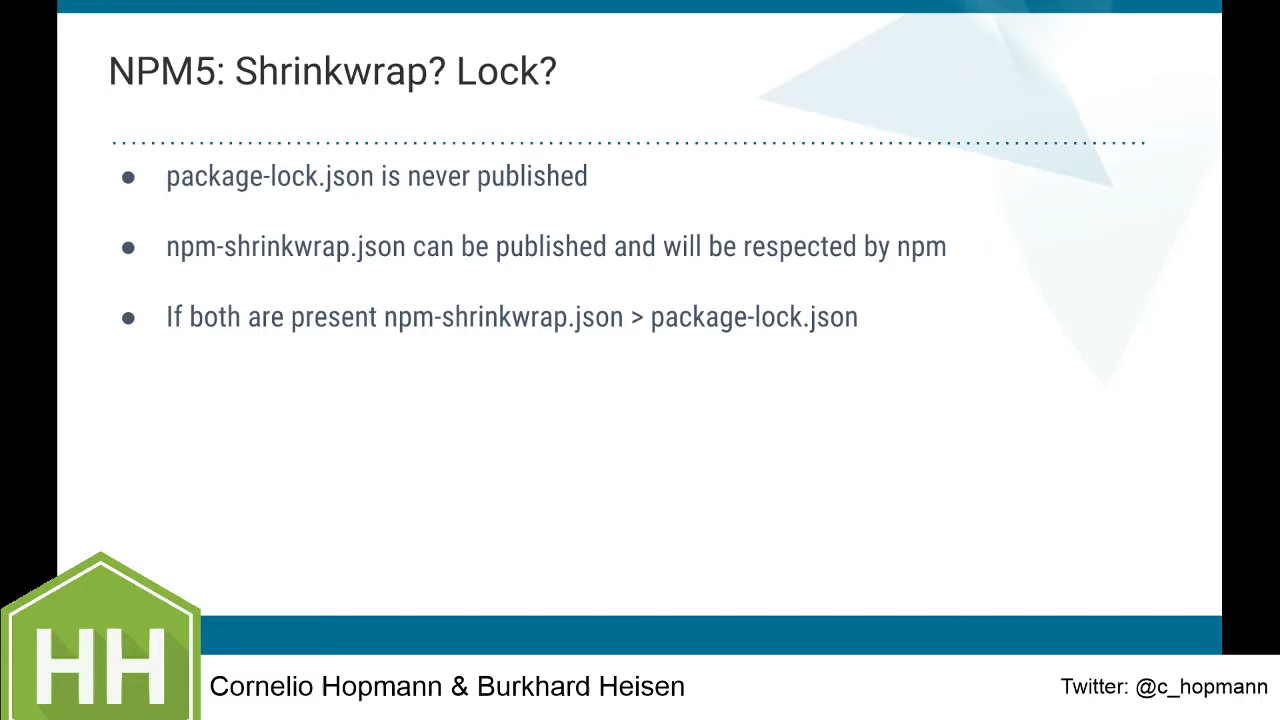 NPM5: Shrinkwrap? Lock?
● package-lock.json is never published
● npm-shrinkwrap.json can be published and will be respected by npm
● If both are present npm-shrinkwrap.json > package-lock.json
HH
Cornelio Hopmann & Burkhard Heisen
Twitter: @c_hopmann